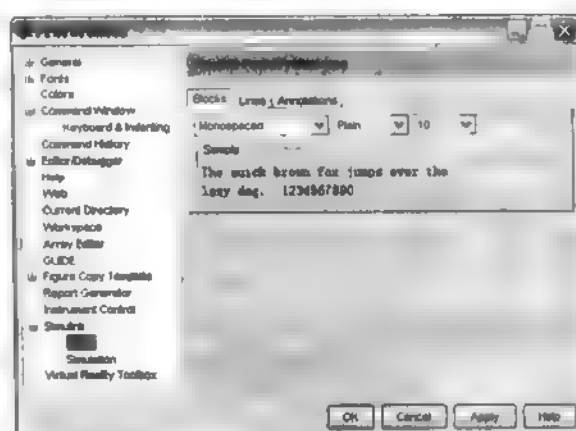 General
Fonts
Colors
Command Window
Keyboard & Indenting
Command History
Editor/Debugger
Help
Web
Current Directory
Workspace
Array Editor
GUIDE
Figure Copy Template
Report Generator
Instrument Control
Simulink
Simulation
Virtual Reality Toolbox
Blocks Lines Annotations
Monospaced Plain 10
Sample
The quick brown fox jumps over the
lazy dog. 1234567890
OK Cancel Apply Help